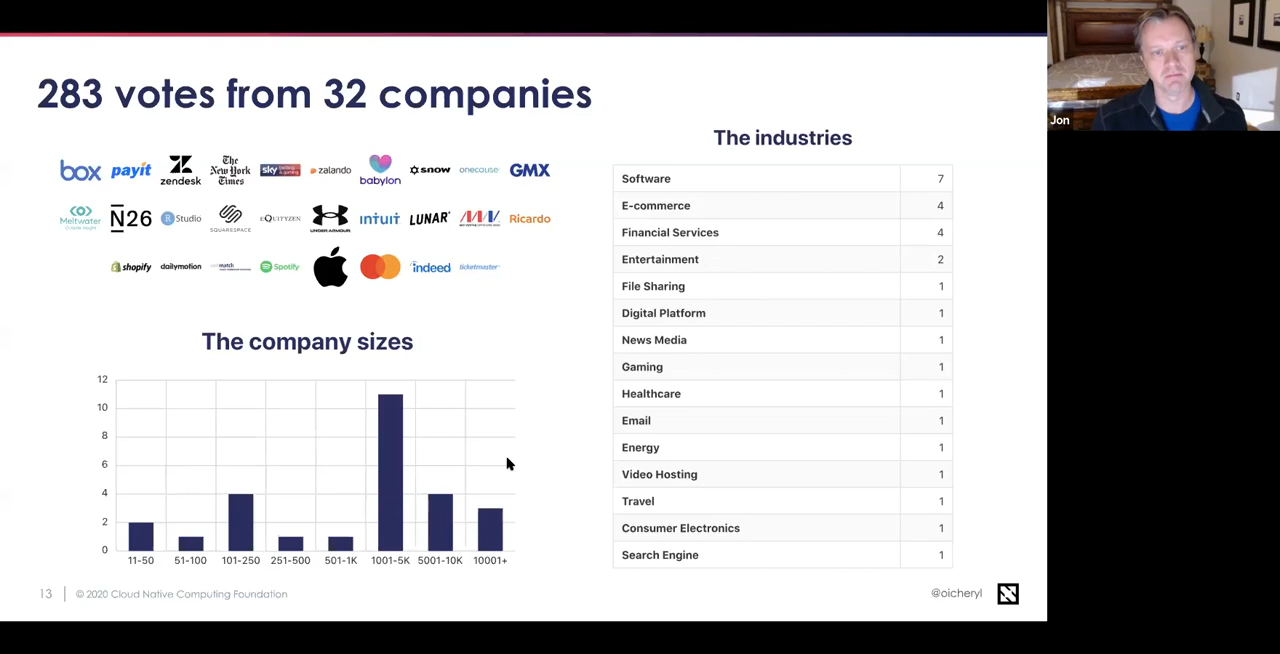 283 votes from 32 companies
Jon
The industries
box payit zendesk The New York Times sky zalando babylon snow onecause GMX
Meltwater N26 R Studio SQUARESPACE EQUITYZEN UNDER ARMOUR INTUIT LUNAR Ricardo
shopify dailymotion match Spotify indeed ticketmaster
Software 7
E-commerce 4
Financial Services 4
Entertainment 2
File Sharing 1
Digital Platform 1
News Media 1
Gaming 1
Healthcare 1
Email 1
Energy 1
Video Hosting 1
Travel 1
Consumer Electronics 1
Search Engine 1
The company sizes
12
10
8
6
4
2
0
11-50 51-100 101-250 251-500 501-1K 1001-5K 5001-10K 10001+
13 © 2020 Cloud Native Computing Foundation
@oicheryl